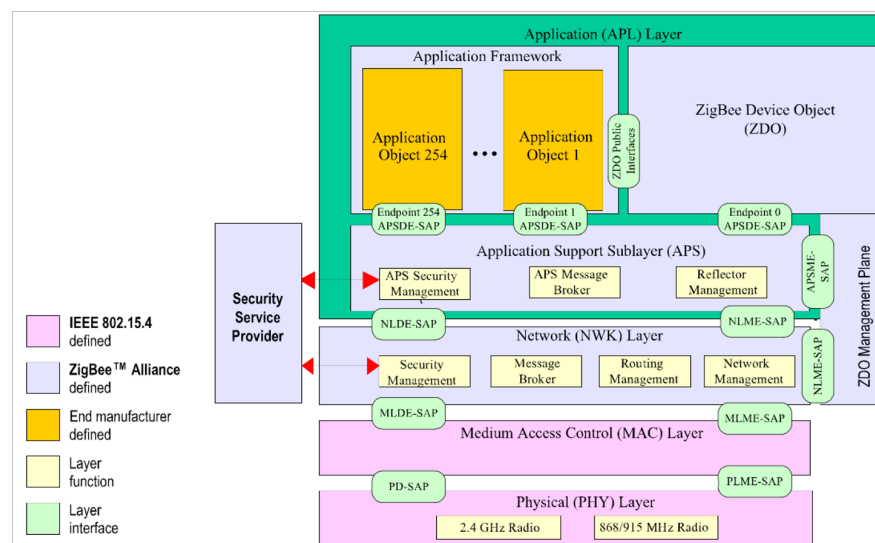 Application (APL) Layer
Application Framework
Application
Object 254
...
Application
Object 1
ZDO Public
Interfaces
ZigBee Device Object
(ZDO)
Endpoint 254
APSDE-SAP
Endpoint 1
APSDE-SAP
Endpoint 0
APSDE-SAP
Application Support Sublayer (APS)
APS Security
Management
APS Message
Broker
Reflector
Management
APSME-
SAP
NLDE-SAP
NLME-SAP
Security
Service
Provider
Network (NWK) Layer
Security
Management
Message
Broker
Routing
Management
Network
Management
NLME-SAP
ZDO Management Plane
MLDE-SAP
MLME-SAP
Medium Access Control (MAC) Layer
PD-SAP
PLME-SAP
Physical (PHY) Layer
2.4 GHz Radio
868/915 MHz Radio
IEEE 802.15.4
defined
ZigBee™ Alliance
defined
End manufacturer
defined
Layer
function
Layer
interface